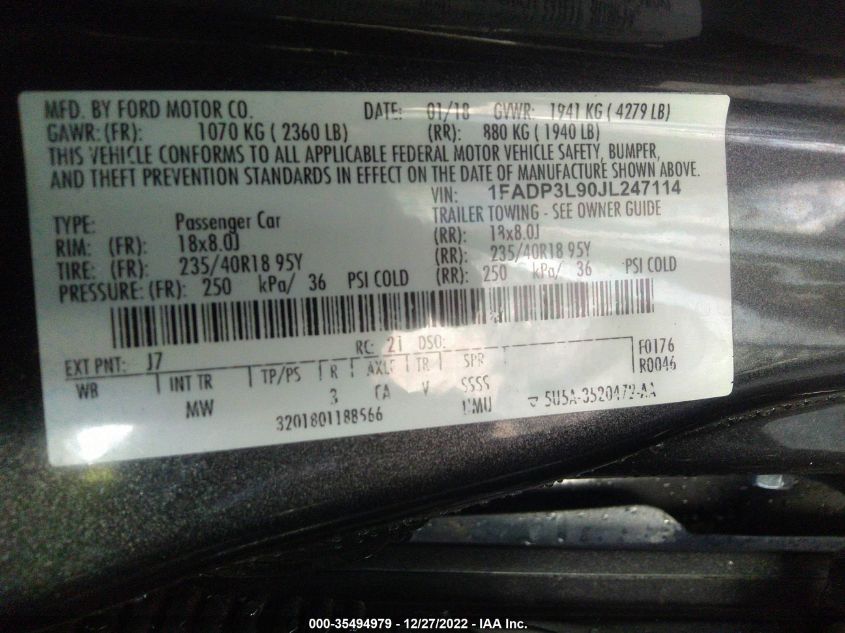 MFD. BY FORD MOTOR CO. DATE: 01/18 GVWR: 1941 KG ( 4279 LB)
GAWR: (FR): 1070 KG ( 2360 LB) (RR): 880 KG ( 1940 LB)
THIS VEHICLE CONFORMS TO ALL APPLICABLE FEDERAL MOTOR VEHICLE SAFETY, BUMPER,
AND THEFT PREVENTION STANDARDS IN EFFECT ON THE DATE OF MANUFACTURE SHOWN ABOVE.
VIN: 1FADP3L90JL247114
TYPE: Passenger Car TRAILER TOWING - SEE OWNER GUIDE
RIM: (FR): 18x8.0J (RR): 18x8.0J
TIRE: (FR): 235/40R18 95Y (RR): 235/40R18 95Y
PRESSURE: (FR): 250 kPa/ 36 PSI COLD (RR): 250 kPa/ 36 PSI COLD
EXT PNT: J7 RC: 21 DSO: F0176
R0046
WB INT TR TP/PS R AXLE TR SPR
MW 3 CA V SSSS
3201801188566 5U5A-3520472-AA
000-35494979 - 12/27/2022 - IAA Inc.